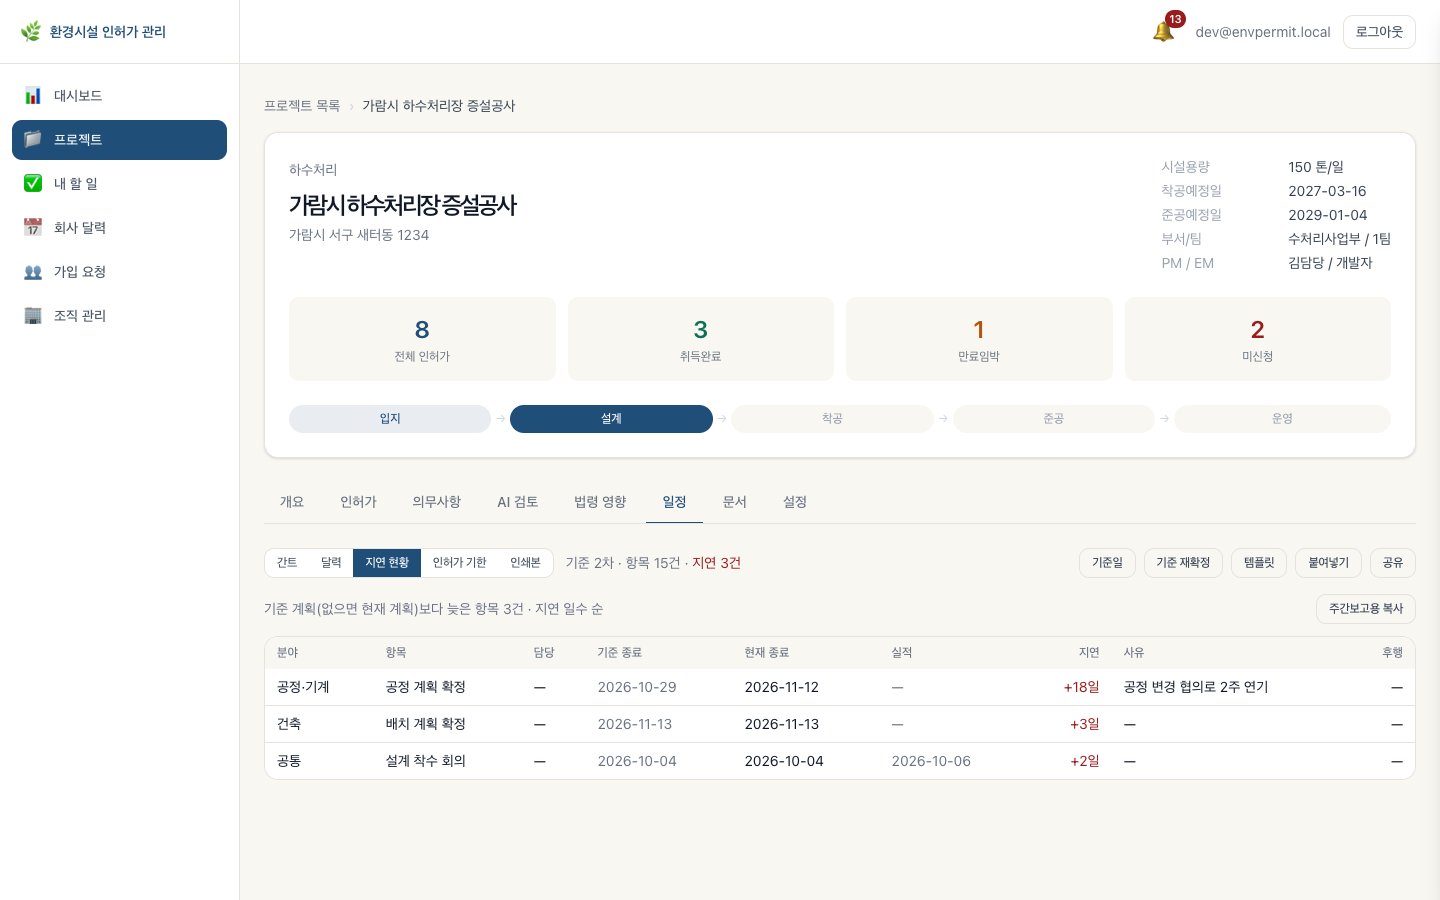 환경시설 인허가 관리
13
dev@envpermit.local
로그아웃
대시보드
프로젝트
내 할 일
17
회사 달력
가입 요청
조직 관리
프로젝트 목록 › 가람시 하수처리장 증설공사
하수처리
가람시 하수처리장 증설공사
가람시 서구 새터동 1234
시설용량 150 톤/일
착공예정일 2027-03-16
준공예정일 2029-01-04
부서/팀 수처리사업부 / 1팀
PM / EM 김담당 / 개발자
8
전체 인허가
3
취득완료
1
만료임박
2
미신청
입지 → 설계 → 착공 → 준공 → 운영
개요 인허가 의무사항 AI 검토 법령 영향 일정 문서 설정
간트 달력 지연 현황 인허가 기한 인쇄본 기준 2차 · 항목 15건 · 지연 3건 기준일 기준 재확정 템플릿 붙여넣기 공유
기준 계획(없으면 현재 계획)보다 늦은 항목 3건 · 지연 일수 순 주간보고용 복사
분야 항목 담당 기준 종료 현재 종료 실적 지연 사유 후행
공정·기계 공정 계획 확정 — 2026-10-29 2026-11-12 — +18일 공정 변경 협의로 2주 연기 —
건축 배치 계획 확정 — 2026-11-13 2026-11-13 — +3일 — —
공통 설계 착수 회의 — 2026-10-04 2026-10-04 2026-10-06 +2일 — —